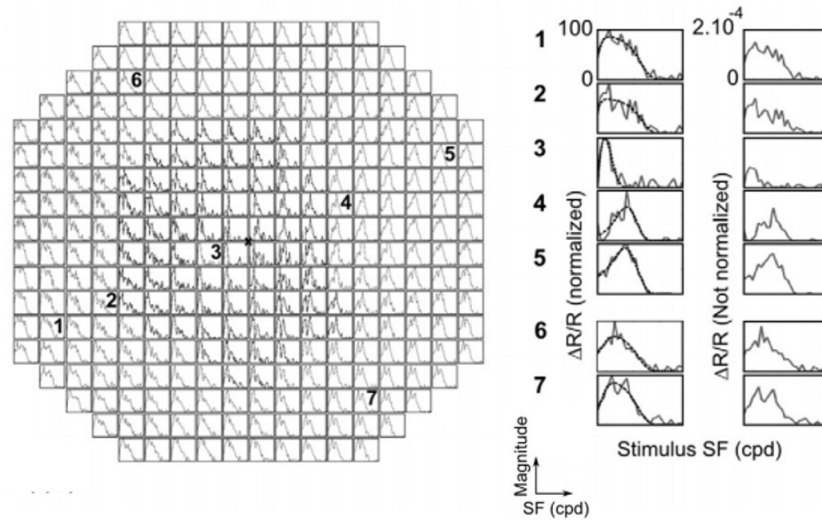 6
5
4
3 x
2
1
7
100
2.10-4
1
0
0
2
3
4
5
6
7
ΔR/R (normalized)
ΔR/R (Not normalized)
Stimulus SF (cpd)
Magnitude
SF (cpd)